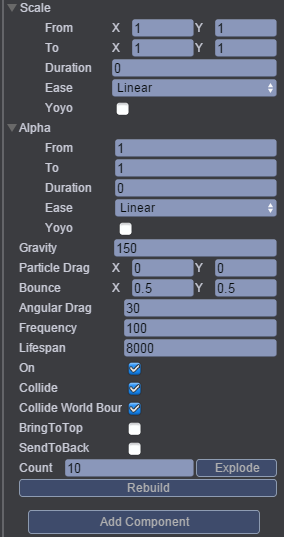 Scale
From X 1 Y 1
To X 1 Y 1
Duration 0
Ease Linear
Yoyo
Alpha
From 1
To 1
Duration 0
Ease Linear
Yoyo
Gravity 150
Particle Drag X 0 Y 0
Bounce X 0.5 Y 0.5
Angular Drag 30
Frequency 100
Lifespan 8000
On
Collide
Collide World Bour
BringToTop
SendToBack
Count 10 Explode
Rebuild
Add Component